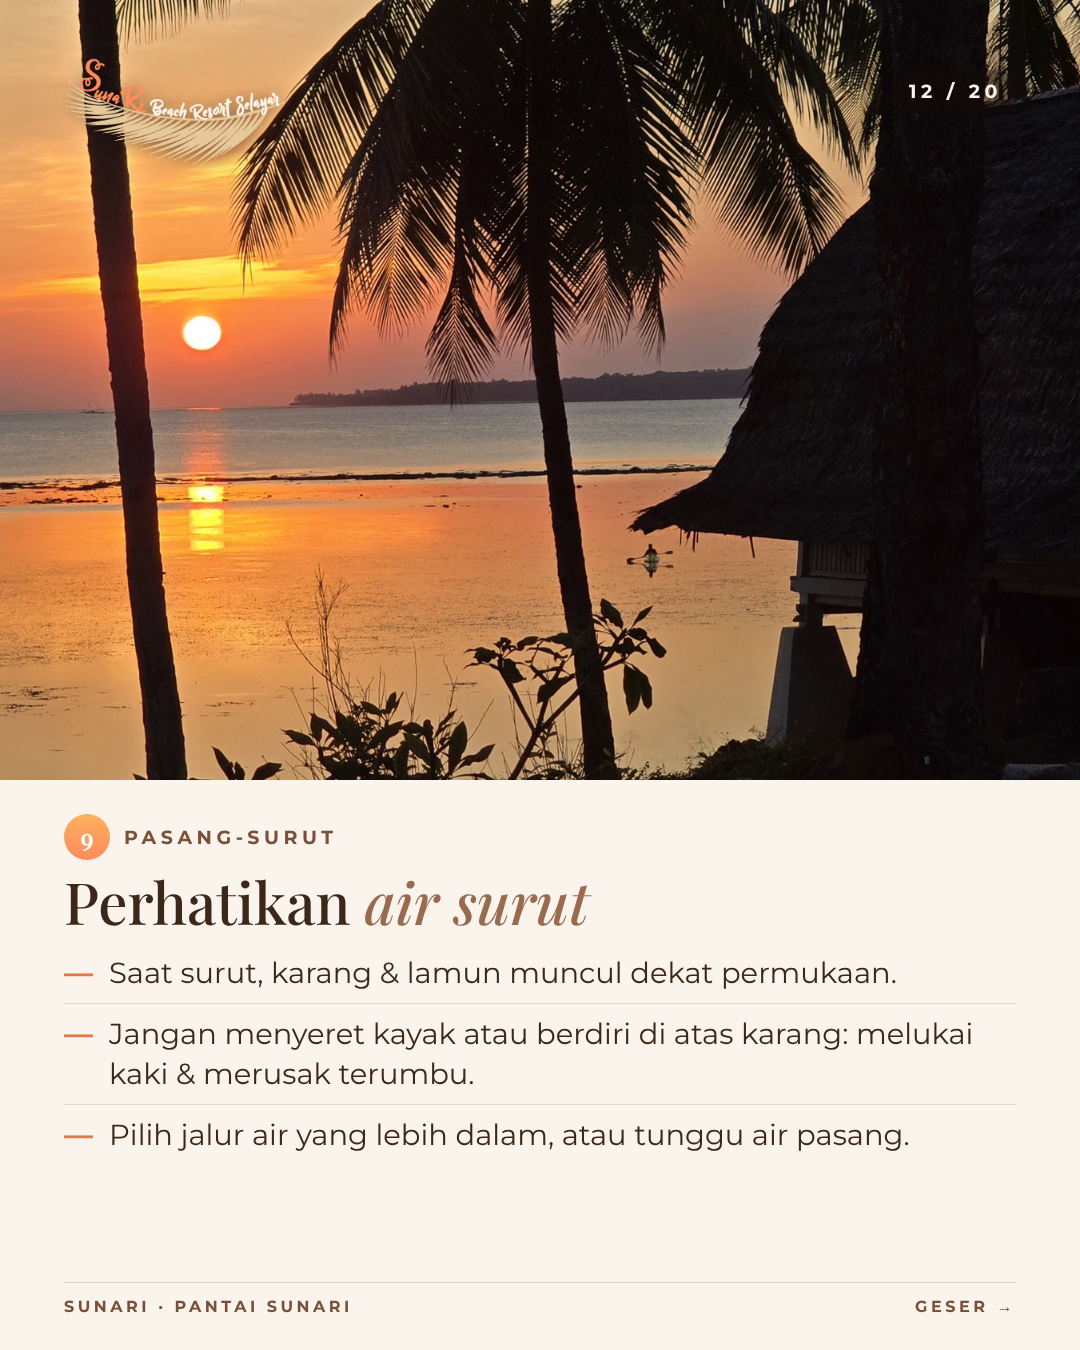 SunaRi Beach Resort Selayar
12 / 20
9 PASANG-SURUT
Perhatikan air surut
— Saat surut, karang & lamun muncul dekat permukaan.
— Jangan menyeret kayak atau berdiri di atas karang: melukai
kaki & merusak terumbu.
— Pilih jalur air yang lebih dalam, atau tunggu air pasang.
SUNARI · PANTAI SUNARI
GESER →